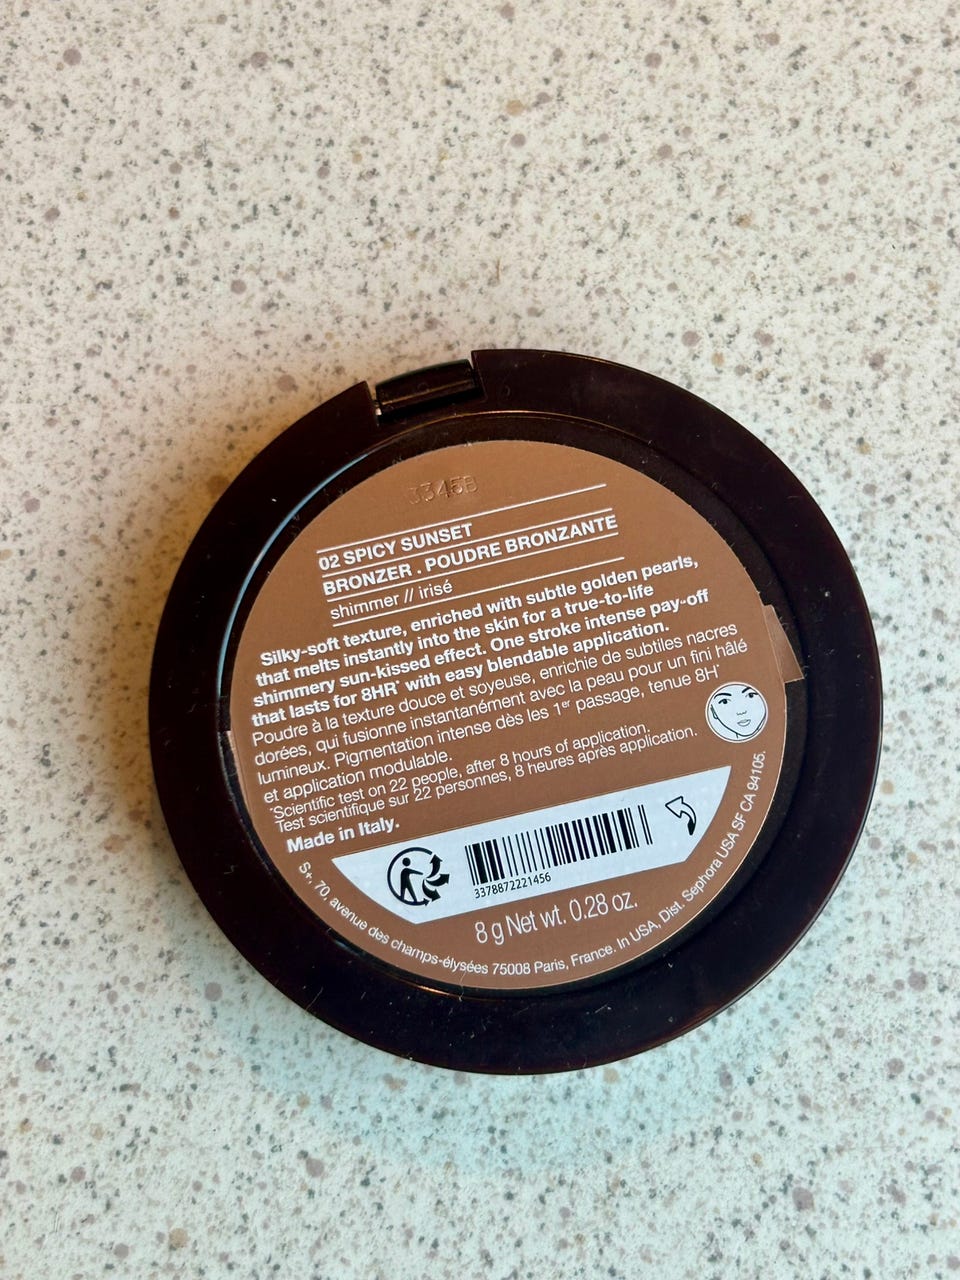 3345B
02 SPICY SUNSET
BRONZER . POUDRE BRONZANTE
shimmer // irisé
Silky-soft texture, enriched with subtle golden pearls,
that melts instantly into the skin for a true-to-life
shimmery sun-kissed effect. One stroke intense pay-off
that lasts for 8HR* with easy blendable application.
Poudre à la texture douce et soyeuse, enrichie de subtiles nacres
dorées, qui fusionne instantanément avec la peau pour un fini hâlé
lumineux. Pigmentation intense dès les 1er passage, tenue 8H*
et application modulable.
*Scientific test on 22 people, after 8 hours of application.
*Test scientifique sur 22 personnes, 8 heures après application.
Made in Italy.
3378872221456
8 g Net wt. 0.28 oz.
S+, 70, avenue des champs-élysées 75008 Paris, France. In USA, Dist. Sephora USA SF CA 94105.